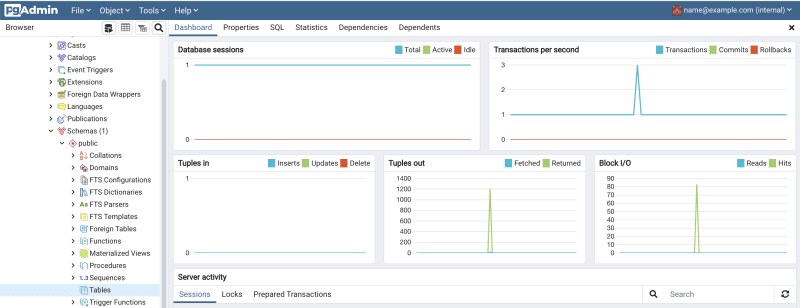 pgAdmin File Object Tools Help name@example.com (internal)
Browser Dashboard Properties SQL Statistics Dependencies Dependents
Casts
Catalogs
Event Triggers
Extensions
Foreign Data Wrappers
Languages
Publications
Schemas (1)
public
Collations
Domains
FTS Configurations
FTS Dictionaries
Aa FTS Parsers
FTS Templates
Foreign Tables
Functions
Materialized Views
Procedures
1..3 Sequences
Tables
Trigger Functions
Database sessions Total Active Idle
1
0
Transactions per second Transactions Commits Rollbacks
3
2
1
0
Tuples in Inserts Updates Delete
1
0
Tuples out Fetched Returned
1400
1200
1000
800
600
400
200
0
Block I/O Reads Hits
90
80
70
60
50
40
30
20
10
0
Server activity
Sessions Locks Prepared Transactions Search